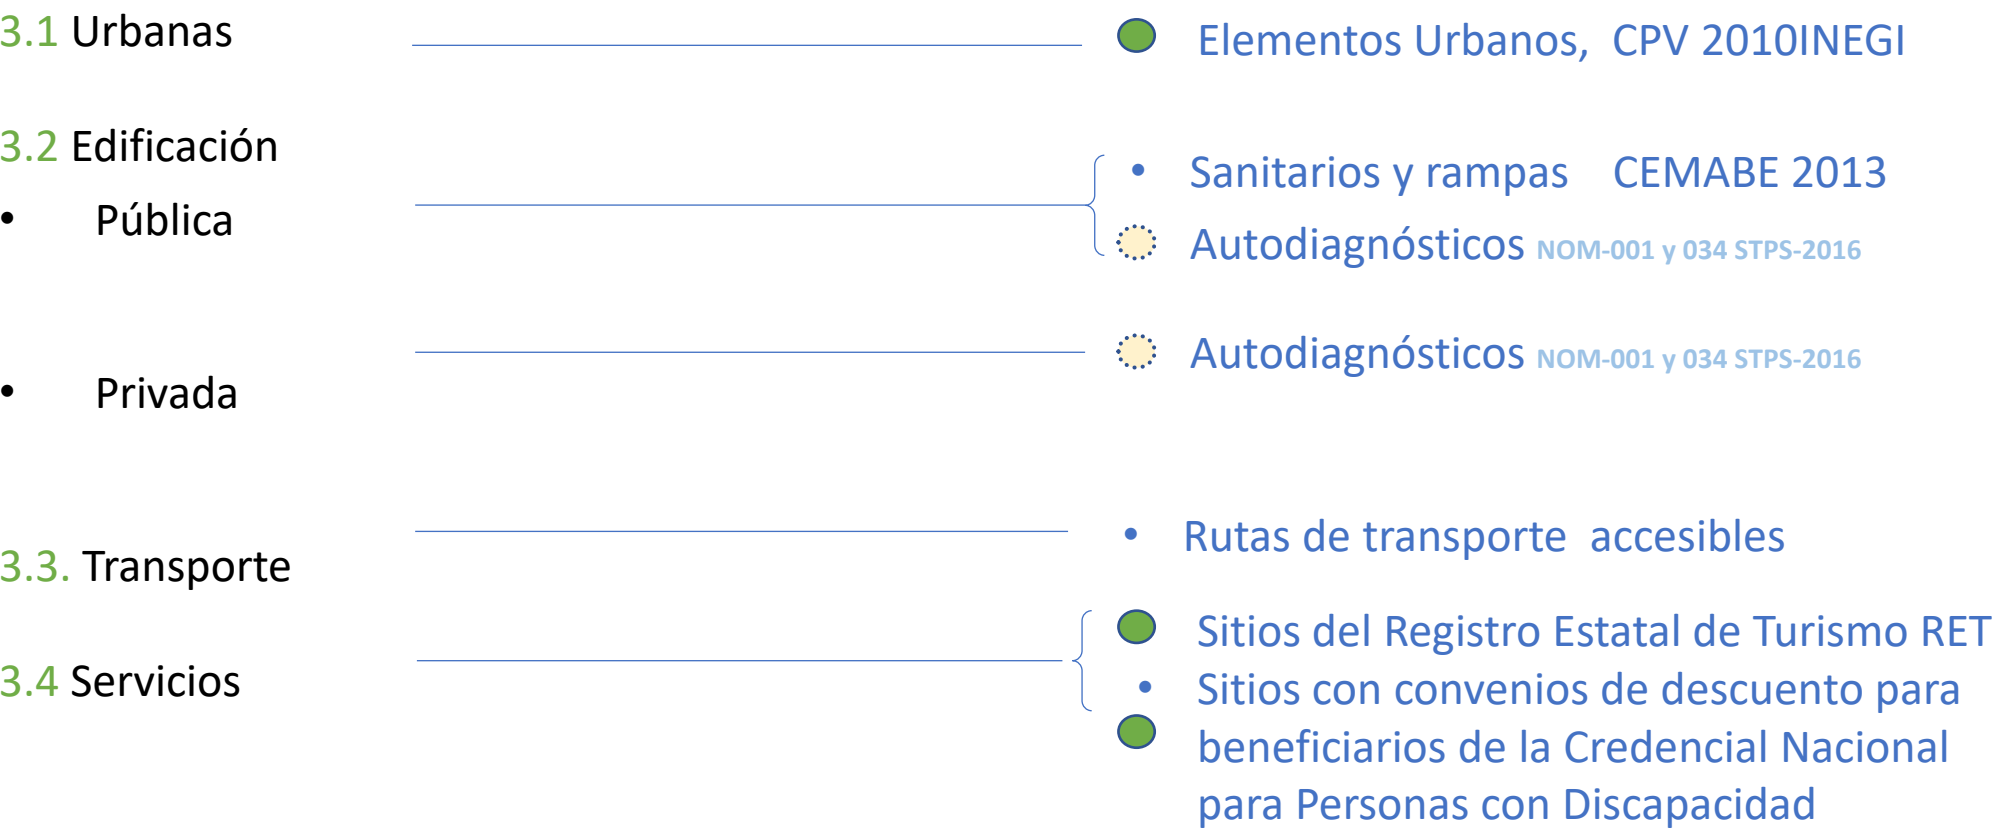 3.1 Urbanas
Elementos Urbanos, CPV 2010INEGI
3.2 Edificación
• Sanitarios y rampas CEMABE 2013
• Pública
Autodiagnósticos NOM-001 y 034 STPS-2016
Autodiagnósticos NOM-001 y 034 STPS-2016
• Privada
• Rutas de transporte accesibles
3.3. Transporte
Sitios del Registro Estatal de Turismo RET
3.4 Servicios
• Sitios con convenios de descuento para
beneficiarios de la Credencial Nacional
para Personas con Discapacidad